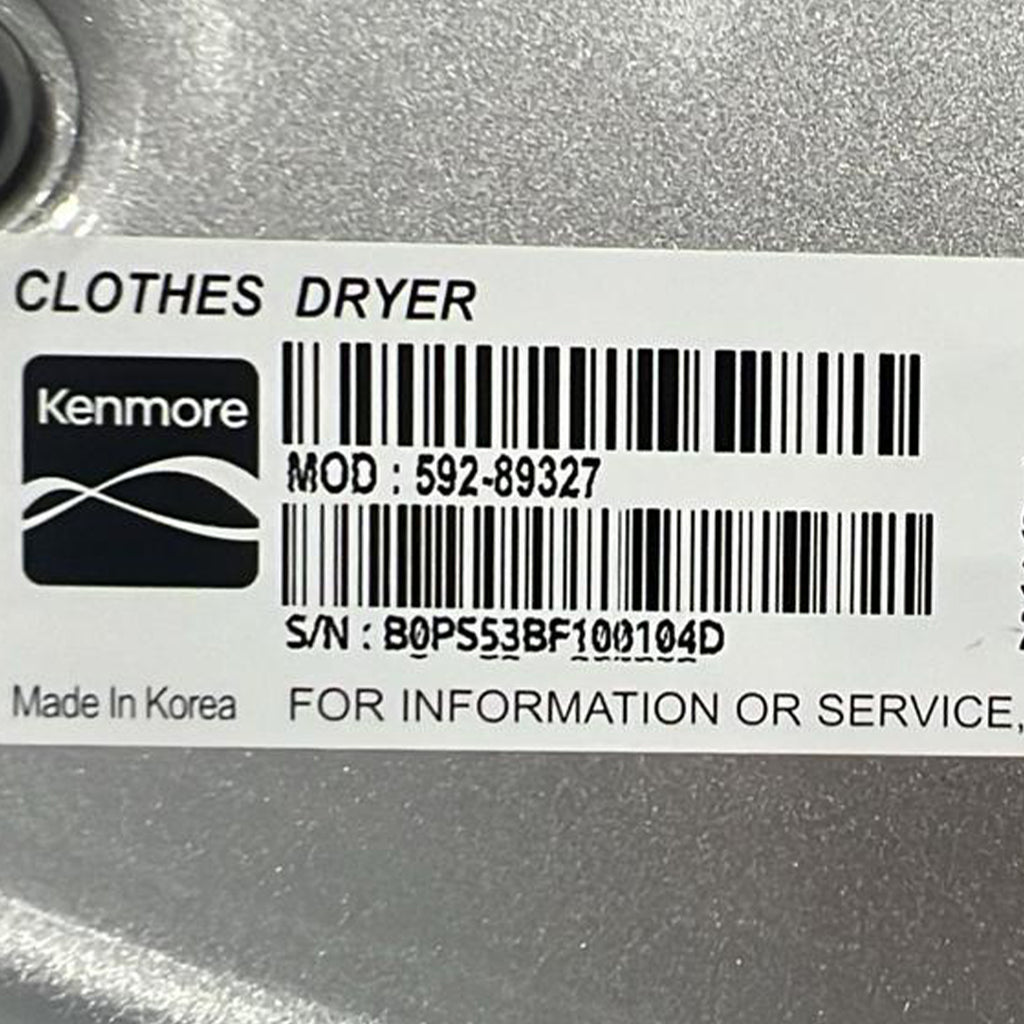 CLOTHES DRYER
Kenmore
MOD : 592-89327
S/N : B0PS53BF100104D
Made In Korea
FOR INFORMATION OR SERVICE,